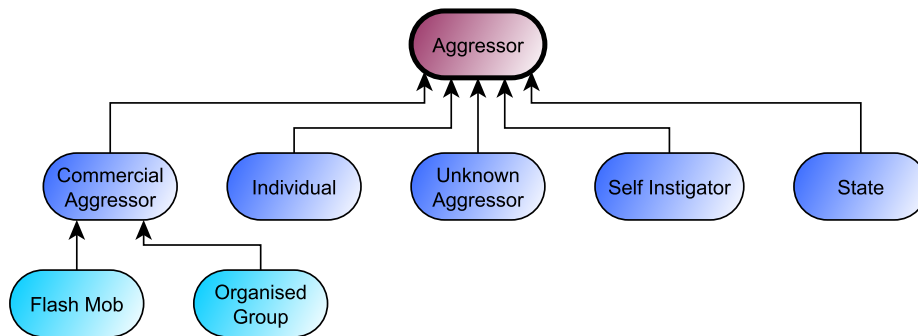 Aggressor
Commercial
Aggressor
Individual
Unknown
Aggressor
Self Instigator
State
Flash Mob
Organised
Group